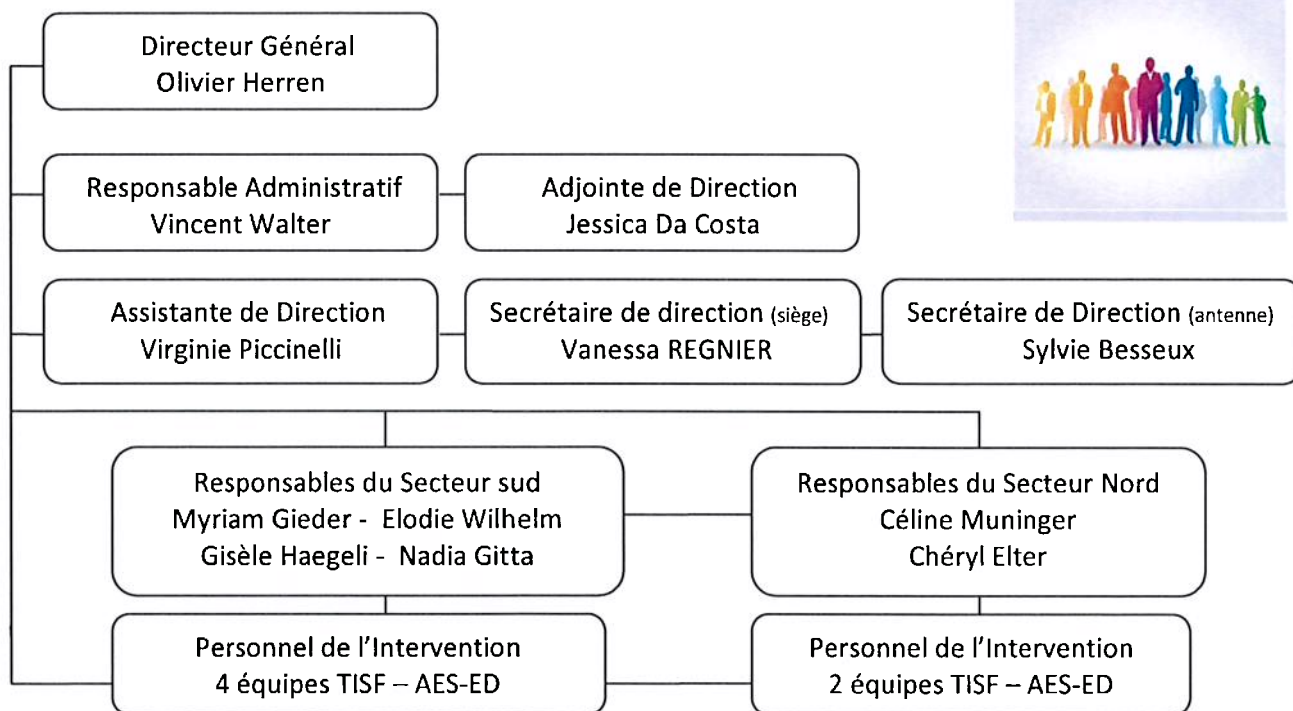 Directeur Général
Olivier Herren
Responsable Administratif
Vincent Walter
Adjointe de Direction
Jessica Da Costa
Assistante de Direction
Virginie Piccinelli
Secrétaire de direction (siège)
Vanessa REGNIER
Secrétaire de Direction (antenne)
Sylvie Besseux
Responsables du Secteur sud
Myriam Gieder - Elodie Wilhelm
Gisèle Haegeli - Nadia Gitta
Responsables du Secteur Nord
Céline Muninger
Chéryl Elter
Personnel de l'Intervention
4 équipes TISF – AES-ED
Personnel de l'Intervention
2 équipes TISF – AES-ED